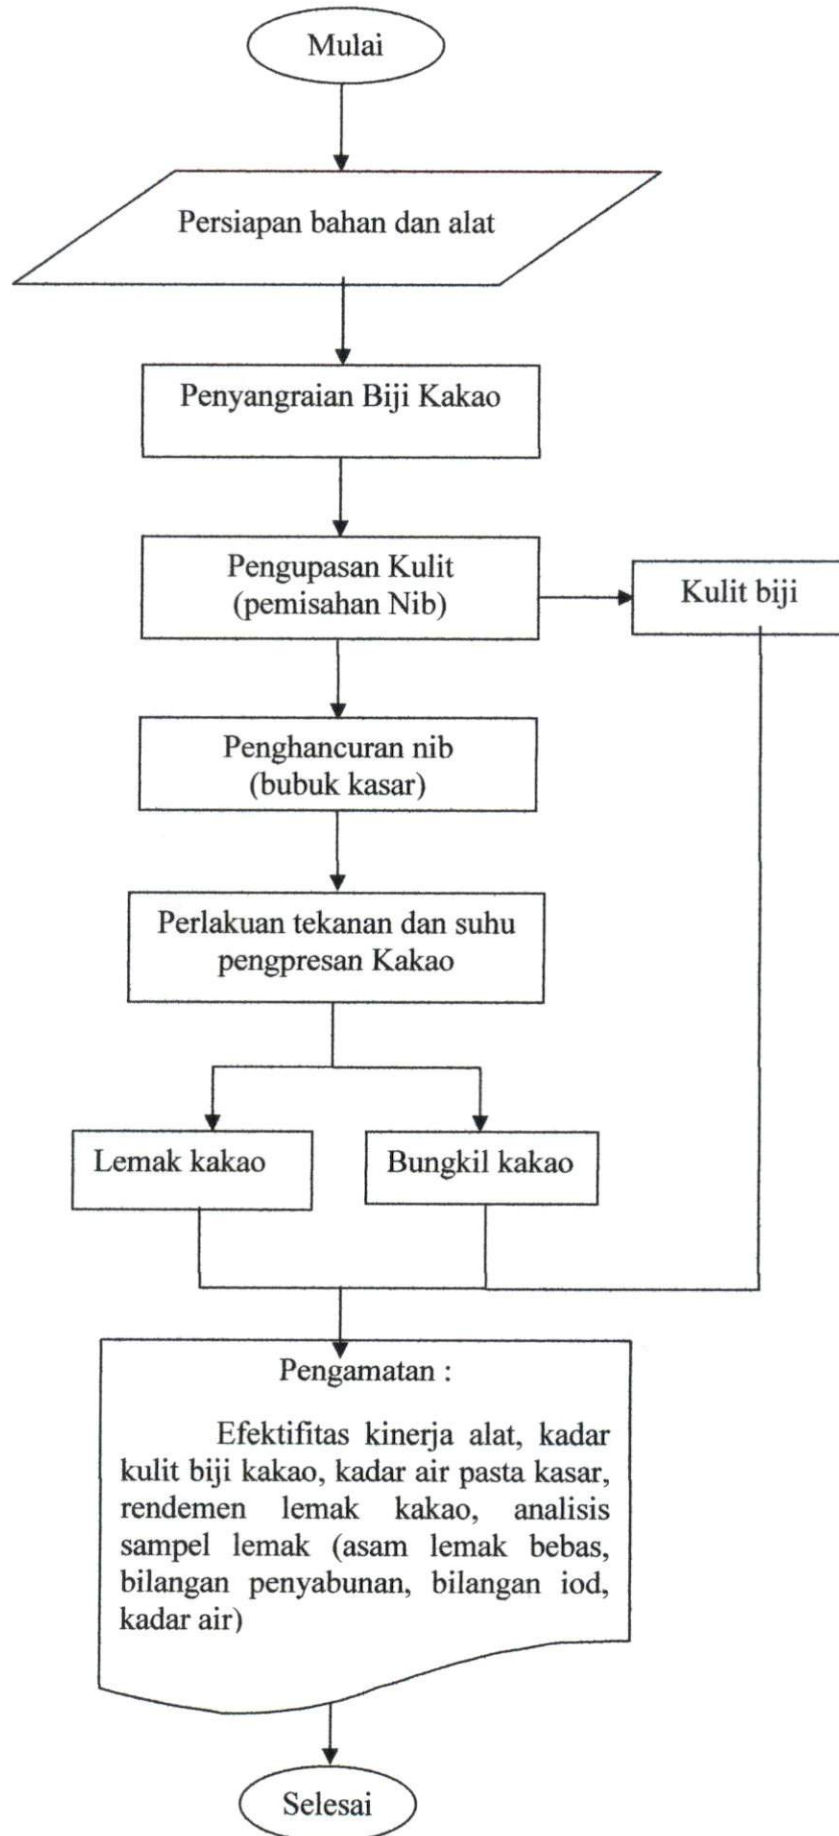 Mulai
Persiapan bahan dan alat
Penyangraian Biji Kakao
Pengupasan Kulit
(pemisahan Nib)
Kulit biji
Penghancuran nib
(bubuk kasar)
Perlakuan tekanan dan suhu
pengpresan Kakao
Lemak kakao
Bungkil kakao
Pengamatan :
Efektifitas kinerja alat, kadar
kulit biji kakao, kadar air pasta kasar,
rendemen lemak kakao, analisis
sampel lemak (asam lemak bebas,
bilangan penyabunan, bilangan iod,
kadar air)
Selesai